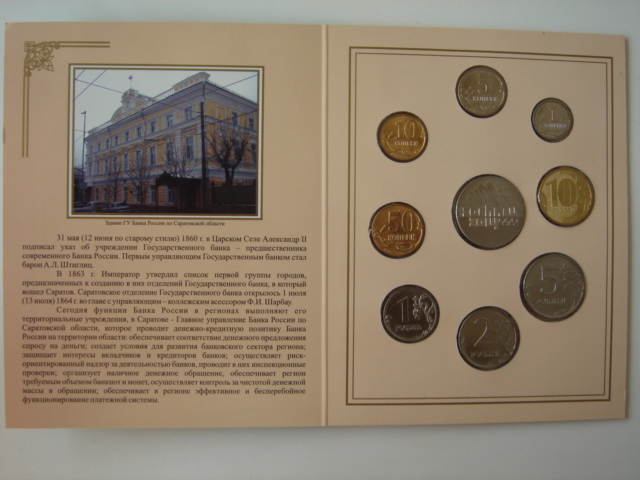 Здание ГУ Банка России по Саратовской области
31 мая (12 июня по старому стилю) 1860 г. в Царском Селе Александр II
подписал указ об учреждении Государственного банка – предшественника
современного Банка России. Первым управляющим Государственным банком стал
барон А.Л. Штиглиц.
В 1863 г. Император утвердил список первой группы городов,
предназначенных к созданию в них отделений Государственного банка, в который
вошел Саратов. Саратовское отделение Государственного банка открылось 1 июля
(13 июля) 1864 г. во главе с управляющим – коллежским асессором Ф.И. Шарбау.
Сегодня функции Банка России в регионах выполняют его
территориальные учреждения, в Саратове - Главное управление Банка России по
Саратовской области, которое проводит денежно-кредитную политику Банка
России на территории области: обеспечивает соответствие денежного предложения
спросу на деньги; создает условия для развития банковского сектора региона;
защищает интересы вкладчиков и кредиторов банков; осуществляет риск-
ориентированный надзор за деятельностью банков, проводит в них инспекционные
проверки; организует наличное денежное обращение, обеспечивает регион
требуемым объемом банкнот и монет, осуществляет контроль за чистотой денежной
массы в обращении; обеспечивает в регионе эффективное и бесперебойное
функционирование платежной системы.
5
КОПЕЕК
1
10
КОПЕЕК
10
50
КОПЕЕК
5
РУБЛЕЙ
1
РУБЛЬ
2
РУБЛЯ